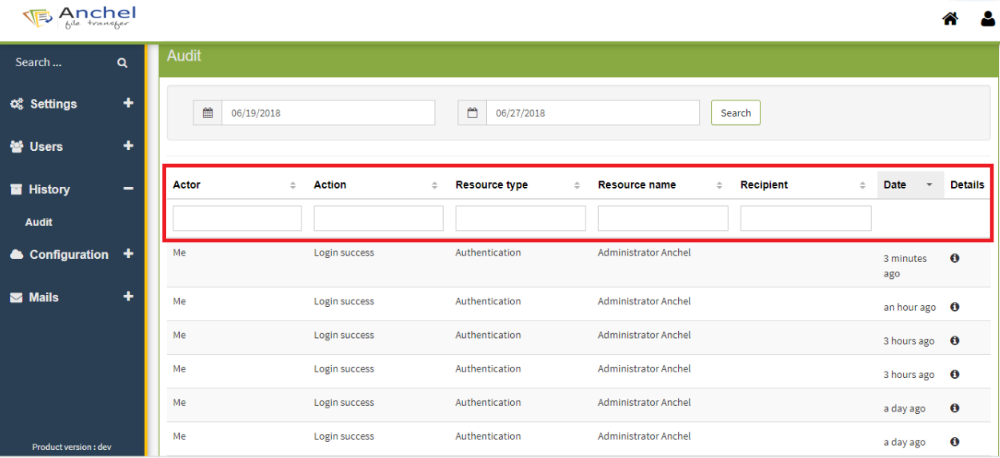 Anchel
file transfer
Search ...
Settings
Users
History
Audit
Configuration
Mails
Product version : dev
Audit
06/19/2018 06/27/2018 Search
Actor Action Resource type Resource name Recipient Date Details
Me Login success Authentication Administrator Anchel 3 minutes
ago
Me Login success Authentication Administrator Anchel an hour ago
Me Login success Authentication Administrator Anchel 3 hours ago
Me Login success Authentication Administrator Anchel 3 hours ago
Me Login success Authentication Administrator Anchel a day ago
Me Login success Authentication Administrator Anchel a day ago